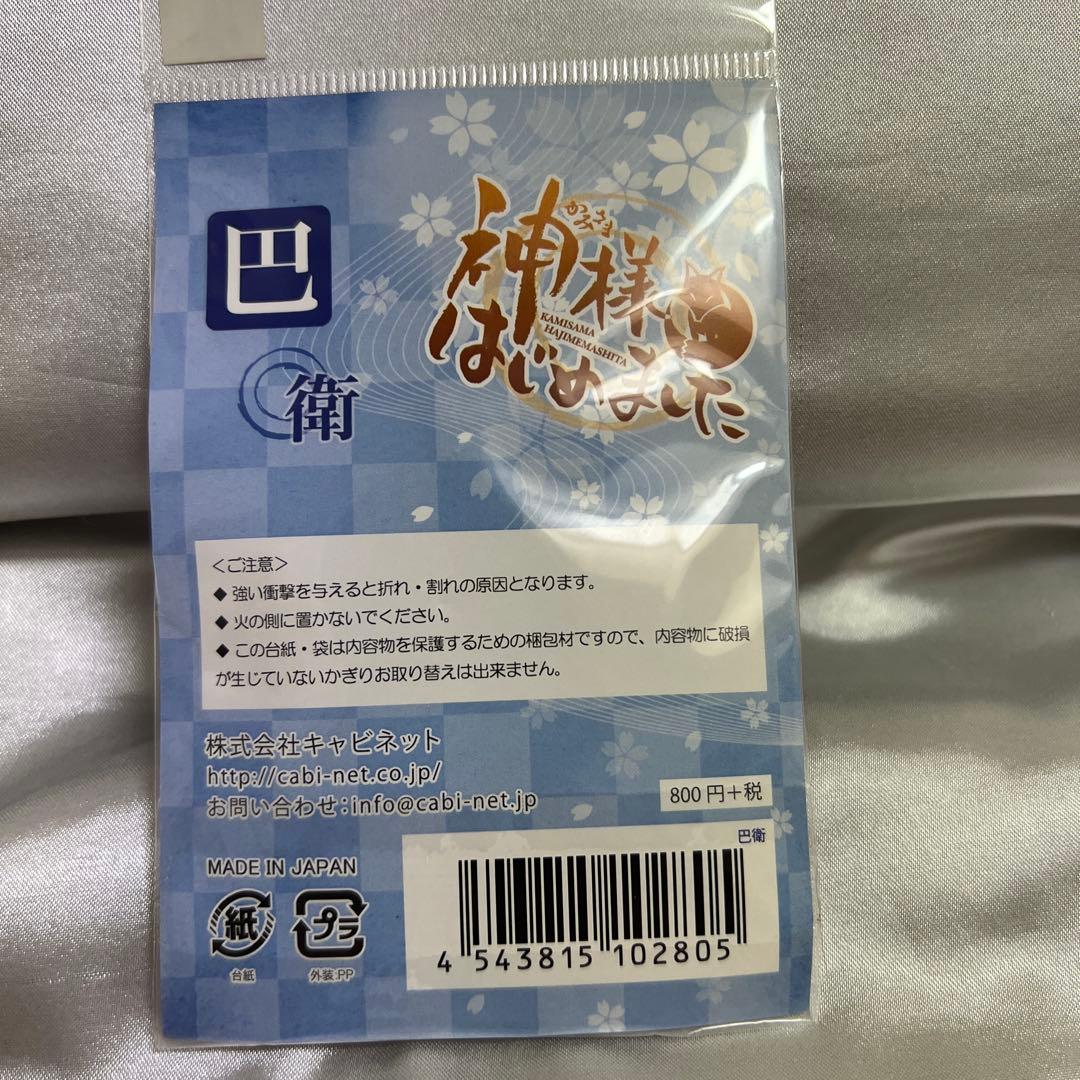 巴
衛
かみさま
神様
KAMISAMA
HAJIMEMASHITA
はじめました
＜ご注意＞
◆ 強い衝撃を与えると折れ・割れの原因となります。
◆ 火の側に置かないでください。
◆ この台紙・袋は内容物を保護するための梱包材ですので、内容物に破損
が生じていないかぎりお取り替えは出来ません。
株式会社キャビネット
http://cabi-net.co.jp/
お問い合わせ：info@cabi-net.jp
800円＋税
巴衛
MADE IN JAPAN
紙
プラ
台紙
外装:PP
4 543815 102805